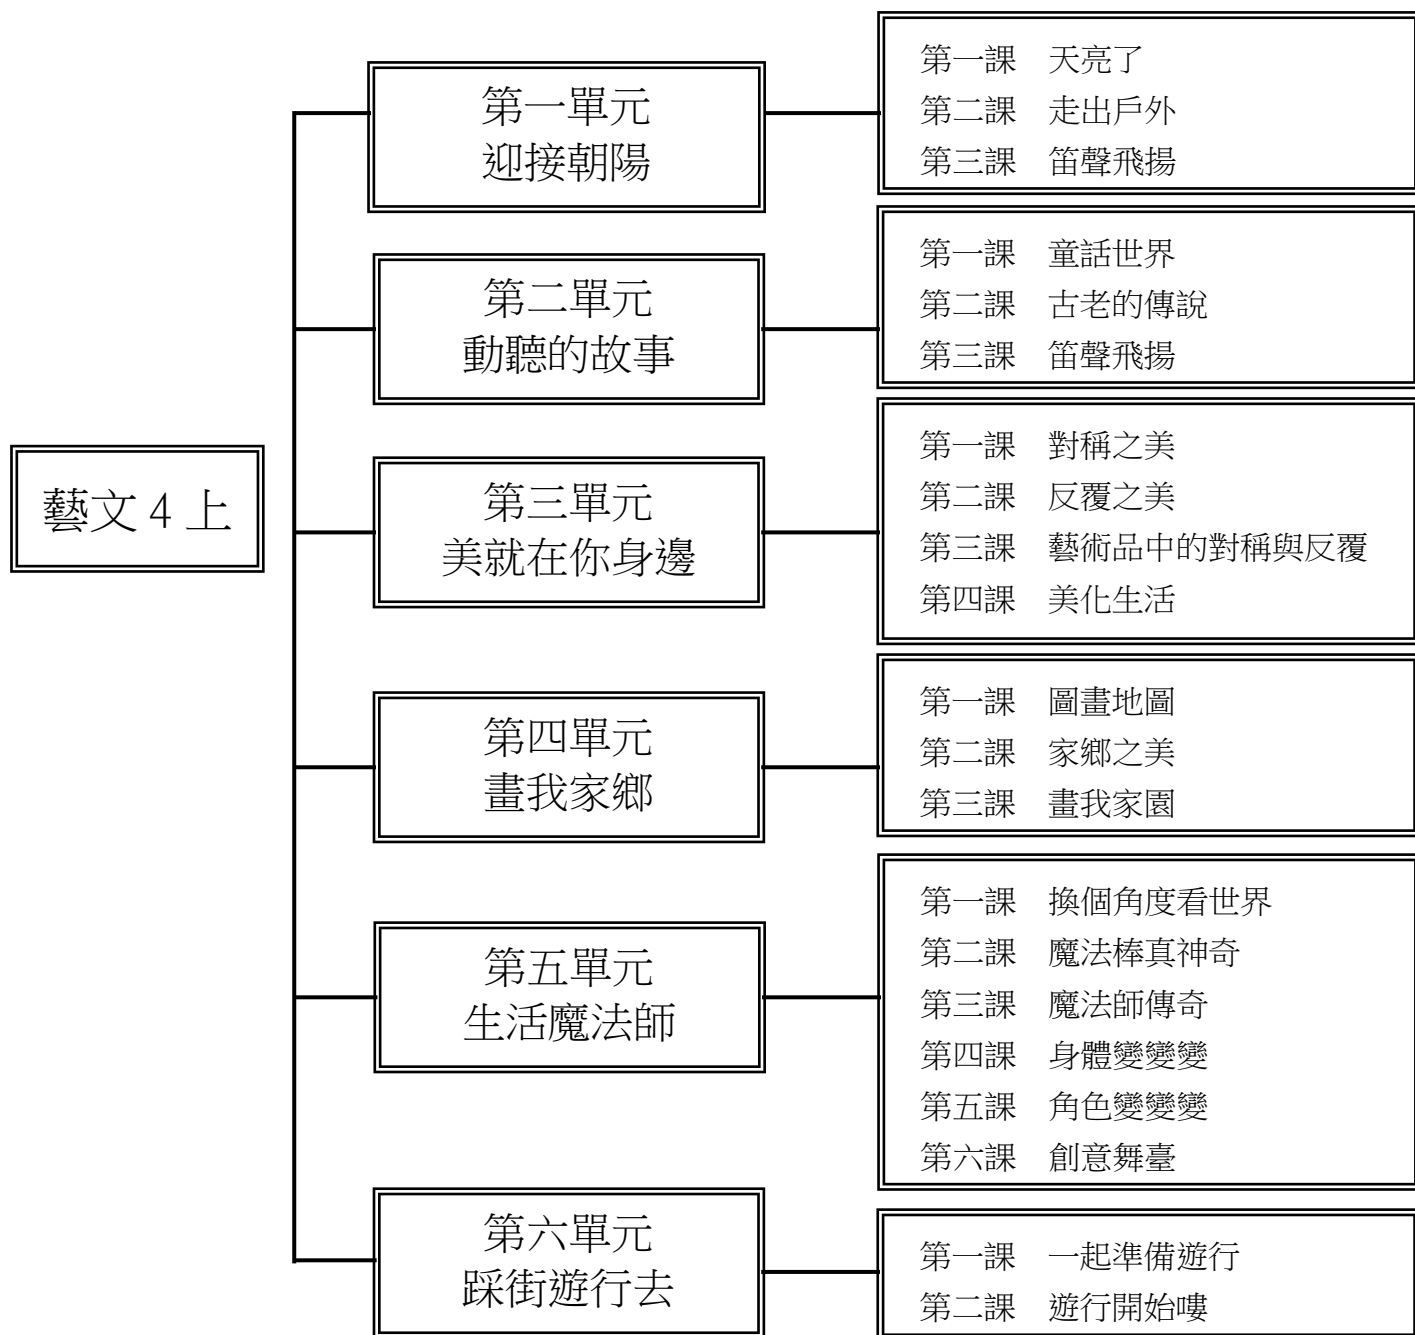 藝文4上
第一單元
迎接朝陽
第一課 天亮了
第二課 走出戶外
第三課 笛聲飛揚
第二單元
動聽的故事
第一課 童話世界
第二課 古老的傳說
第三課 笛聲飛揚
第三單元
美就在你身邊
第一課 對稱之美
第二課 反覆之美
第三課 藝術品中的對稱與反覆
第四課 美化生活
第四單元
畫我家鄉
第一課 圖畫地圖
第二課 家鄉之美
第三課 畫我家園
第五單元
生活魔法師
第一課 換個角度看世界
第二課 魔法棒真神奇
第三課 魔法師傳奇
第四課 身體變變變
第五課 角色變變變
第六課 創意舞臺
第六單元
踩街遊行去
第一課 一起準備遊行
第二課 遊行開始嘍